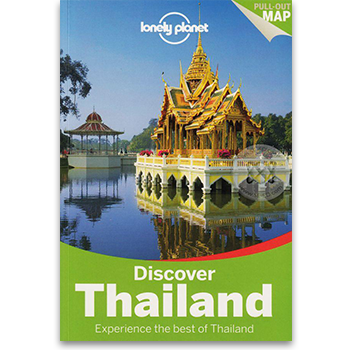 PULL-OUT
MAP
lonely planet
Discover
Thailand
Experience the best of Thailand